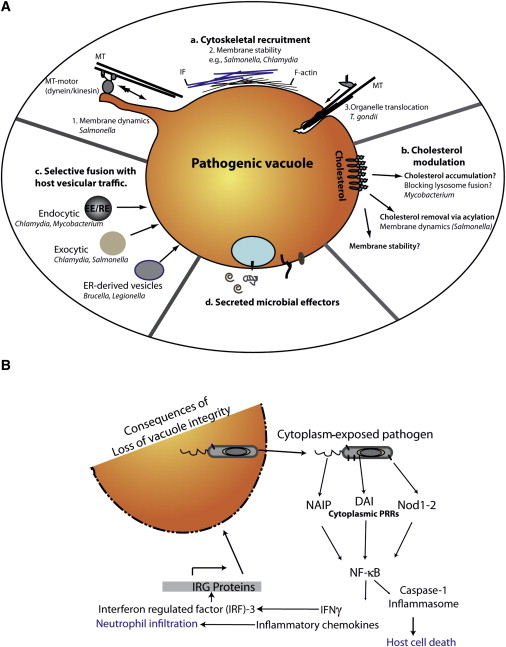 A
a. Cytoskeletal recruitment
2. Membrane stability
e.g., Salmonella, Chlamydia
MT
IF
F-actin
MT-motor
(dynein/kinesin)
MT
1. Membrane dynamics
Salmonella
3.Organelle translocation
T. gondii
Pathogenic vacuole
Cholesterol
b. Cholesterol
modulation
Cholesterol accumulation?
Blocking lysosome fusion?
Mycobacterium
Cholesterol removal via acylation
Membrane dynamics (Salmonella)
Membrane stability?
c. Selective fusion with
host vesicular traffic.
Endocytic
EE/RE
Chlamydia, Mycobacterium
Exocytic
Chlamydia, Salmonella
ER-derived vesicles
Brucella, Legionella
d. Secreted microbial effectors
B
Consequences of
Loss of vacuole integrity
Cytoplasm-exposed pathogen
NAIP
DAI
Nod1-2
Cytoplasmic PRRs
NF-κB
Caspase-1
Inflammasome
Host cell death
IRG Proteins
Interferon regulated factor (IRF)-3
IFNγ
Neutrophil infiltration
Inflammatory chemokines